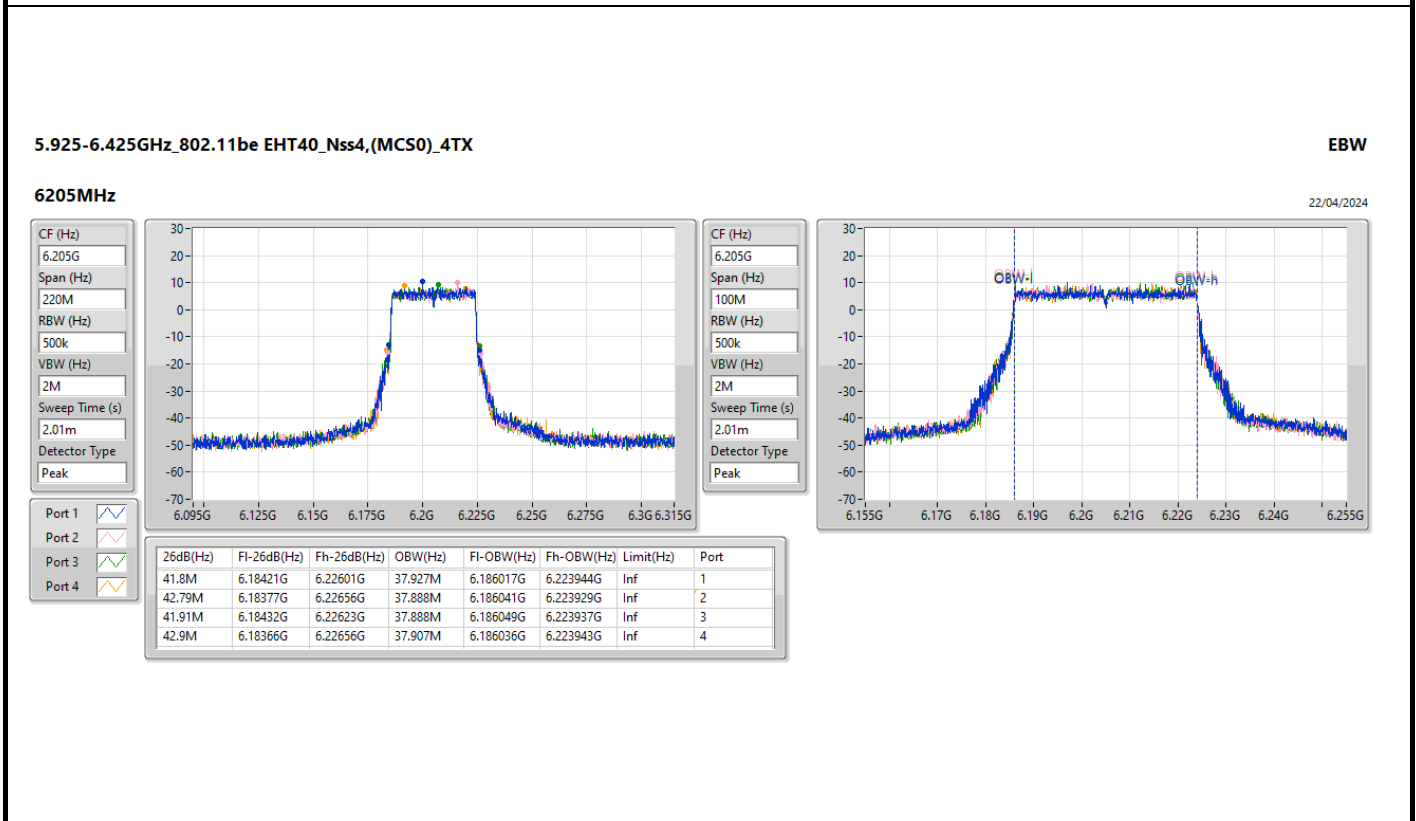 5.925-6.425GHz_802.11be EHT40_Nss4,(MCS0)_4TX EBW
6205MHz 22/04/2024
CF (Hz)
6.205G
Span (Hz)
220M
RBW (Hz)
500k
VBW (Hz)
2M
Sweep Time (s)
2.01m
Detector Type
Peak
Port 1
Port 2
Port 3
Port 4
30
20
10
0
-10
-20
-30
-40
-50
-60
-70
6.095G 6.125G 6.15G 6.175G 6.2G 6.225G 6.25G 6.275G 6.3G 6.315G
CF (Hz)
6.205G
Span (Hz)
100M
RBW (Hz)
500k
VBW (Hz)
2M
Sweep Time (s)
2.01m
Detector Type
Peak
30
20
10
0
-10
-20
-30
-40
-50
-60
-70
OBW-l OBW-h
6.155G 6.17G 6.18G 6.19G 6.2G 6.21G 6.22G 6.23G 6.24G 6.255G
26dB(Hz) Fl-26dB(Hz) Fh-26dB(Hz) OBW(Hz) Fl-OBW(Hz) Fh-OBW(Hz) Limit(Hz) Port
41.8M 6.18421G 6.22601G 37.927M 6.186017G 6.223944G Inf 1
42.79M 6.18377G 6.22656G 37.888M 6.186041G 6.223929G Inf 2
41.91M 6.18432G 6.22623G 37.888M 6.186049G 6.223937G Inf 3
42.9M 6.18366G 6.22656G 37.907M 6.186036G 6.223943G Inf 4